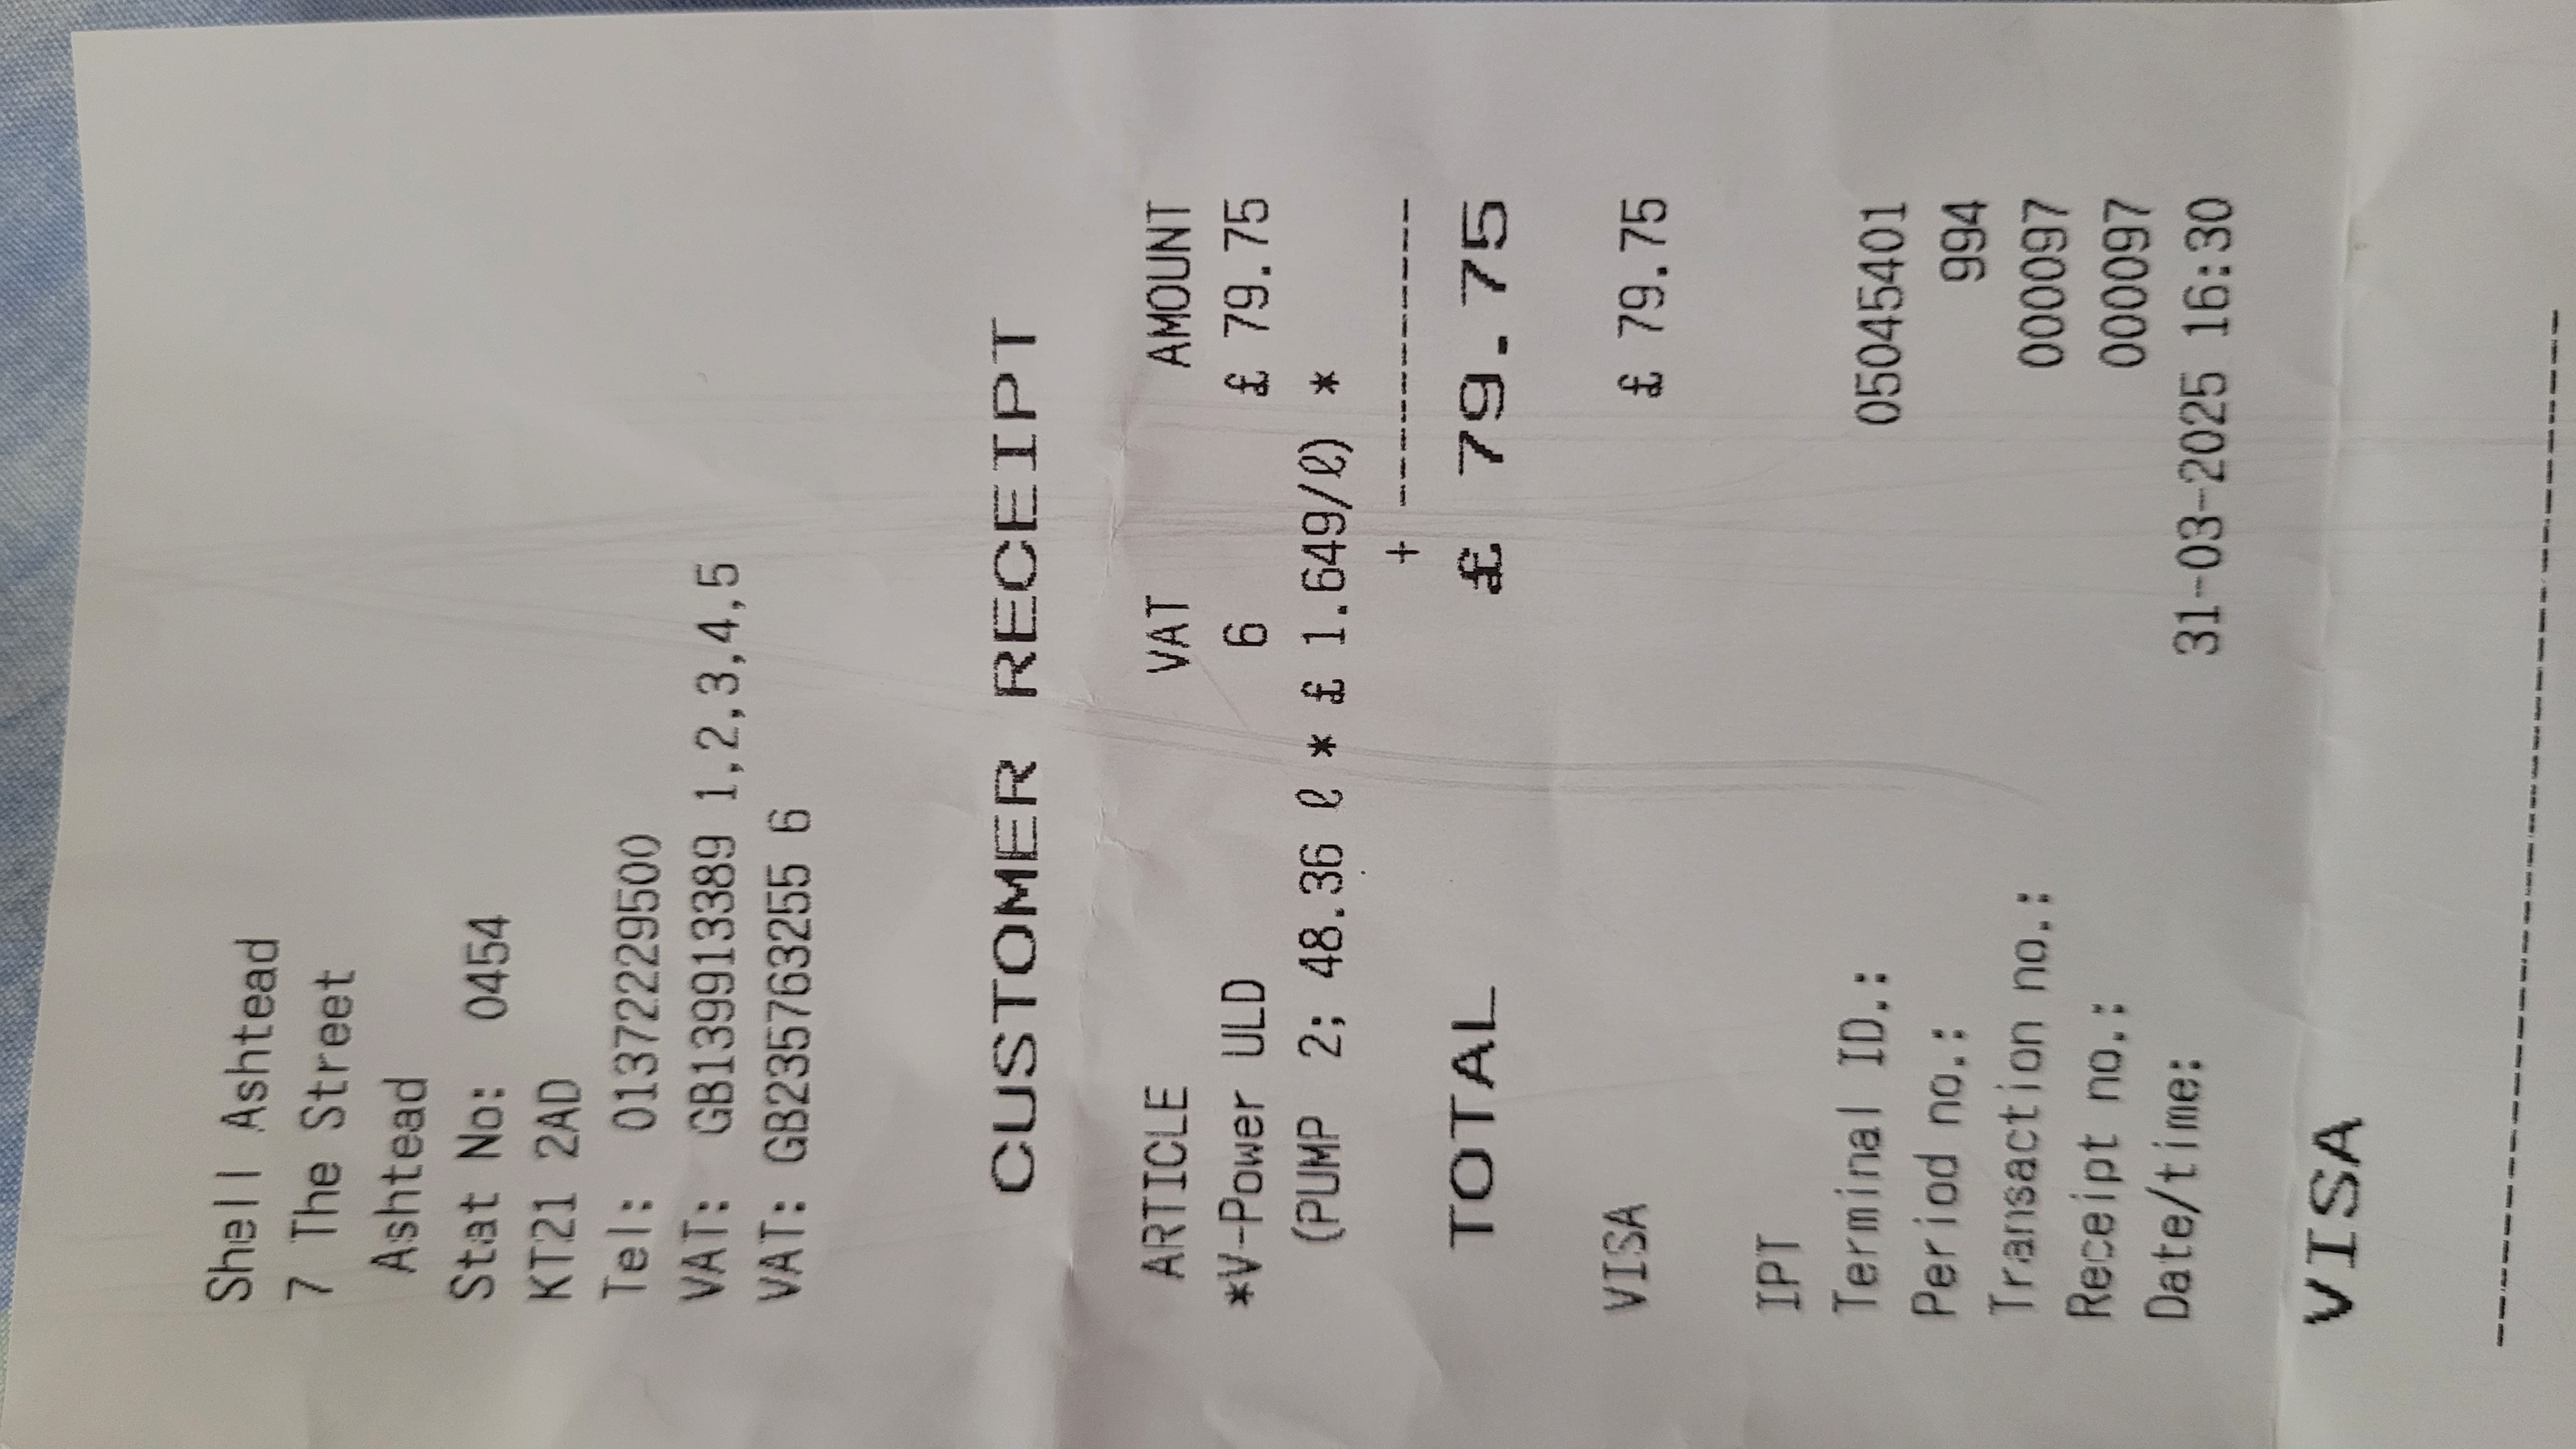 Shell Ashtead
7 The Street
Ashtead
Stat No: 0454
KT21 2AD
Tel: 01372229500
VAT: GB139913389 1,2,3,4,5
VAT: GB235763255 6
CUSTOMER RECEIPT
ARTICLE VAT AMOUNT
*V-Power ULD 6 £ 79.75
(PUMP 2; 48.36 ℓ * £ 1.649/ℓ) *
+ -----------
TOTAL £ 79.75
VISA £ 79.75
IPT
Terminal ID.: 05045401
Period no.: 994
Transaction no.: 000097
Receipt no.: 000097
Date/time: 31-03-2025 16:30
VISA